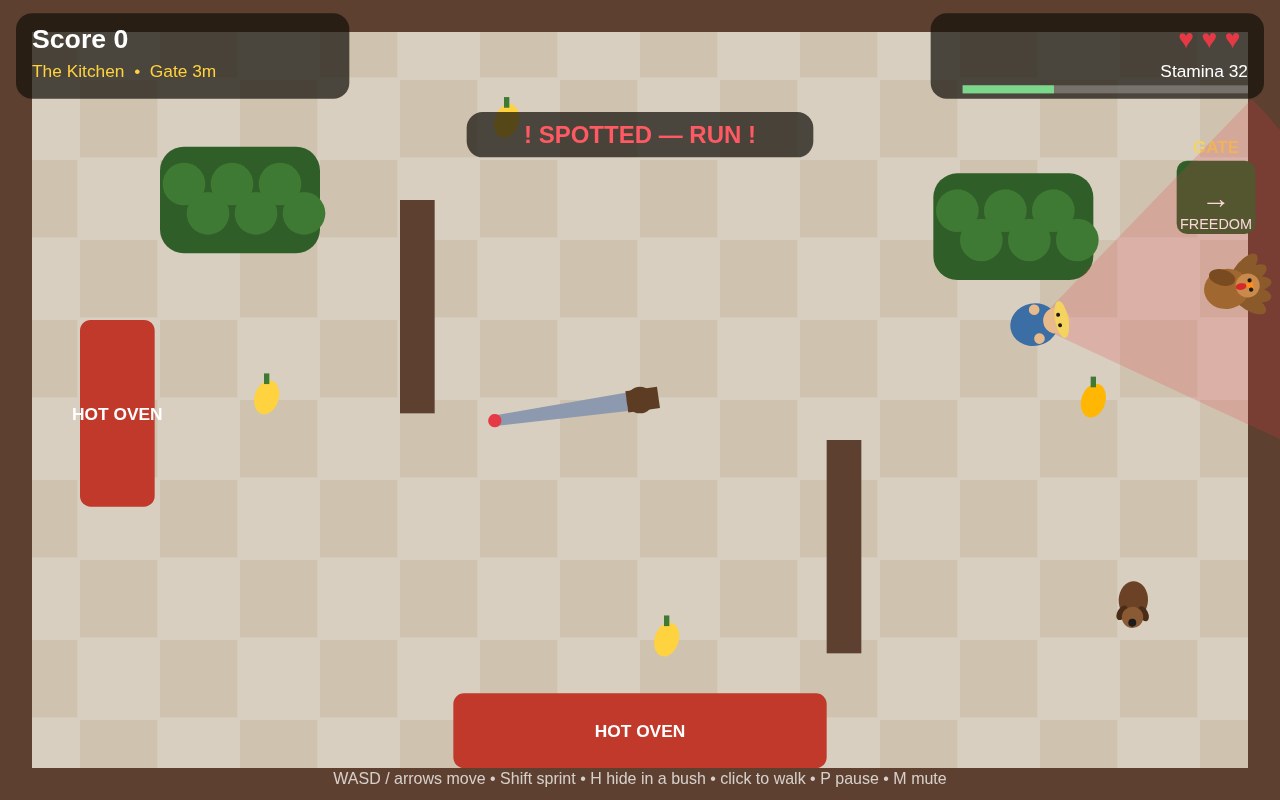 Score 0
The Kitchen • Gate 3m
♥ ♥ ♥
Stamina 32
! SPOTTED — RUN !
GATE
→
FREEDOM
HOT OVEN
HOT OVEN
WASD / arrows move • Shift sprint • H hide in a bush • click to walk • P pause • M mute